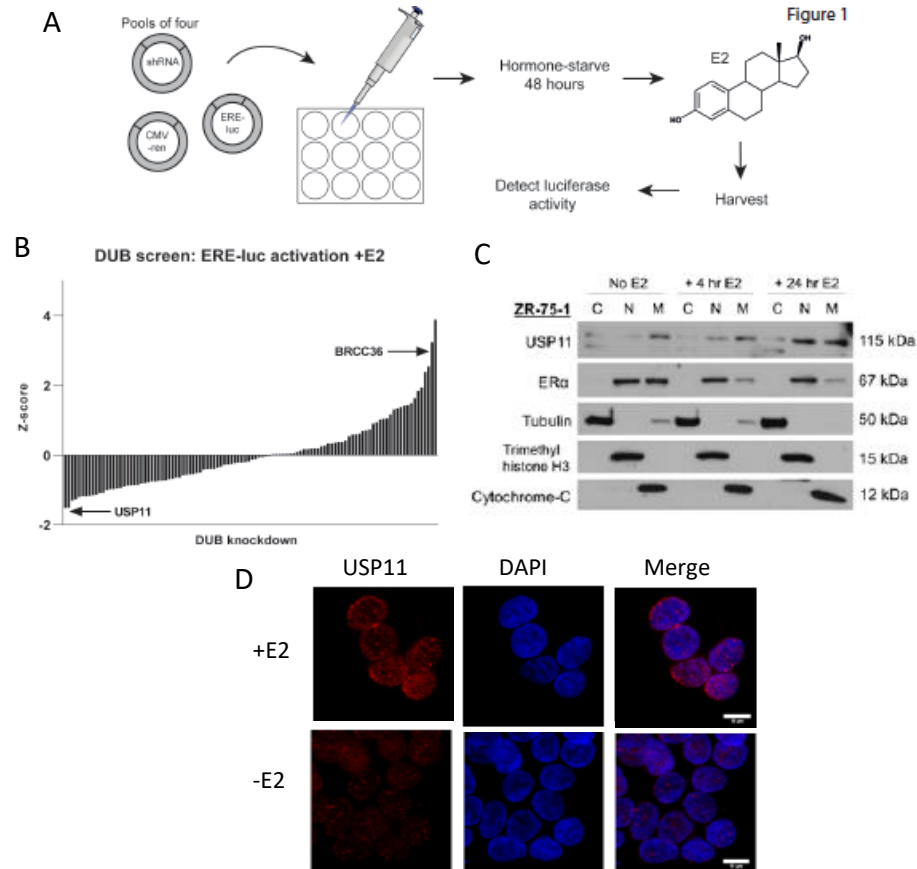 Figure 1
A
Pools of four
shRNA
CMV
-ren
ERE-
luc
Hormone-starve
48 hours
E2
OH
HO
Harvest
Detect luciferase
activity
B
DUB screen: ERE-luc activation +E2
Z-score
4
2
0
-2
BRCC36
USP11
DUB knockdown
C
No E2
+ 4 hr E2
+ 24 hr E2
ZR-75-1
C N M C N M C N M
USP11
115 kDa
ERα
67 kDa
Tubulin
50 kDa
Trimethyl
histone H3
15 kDa
Cytochrome-C
12 kDa
D
USP11
DAPI
Merge
+E2
-E2